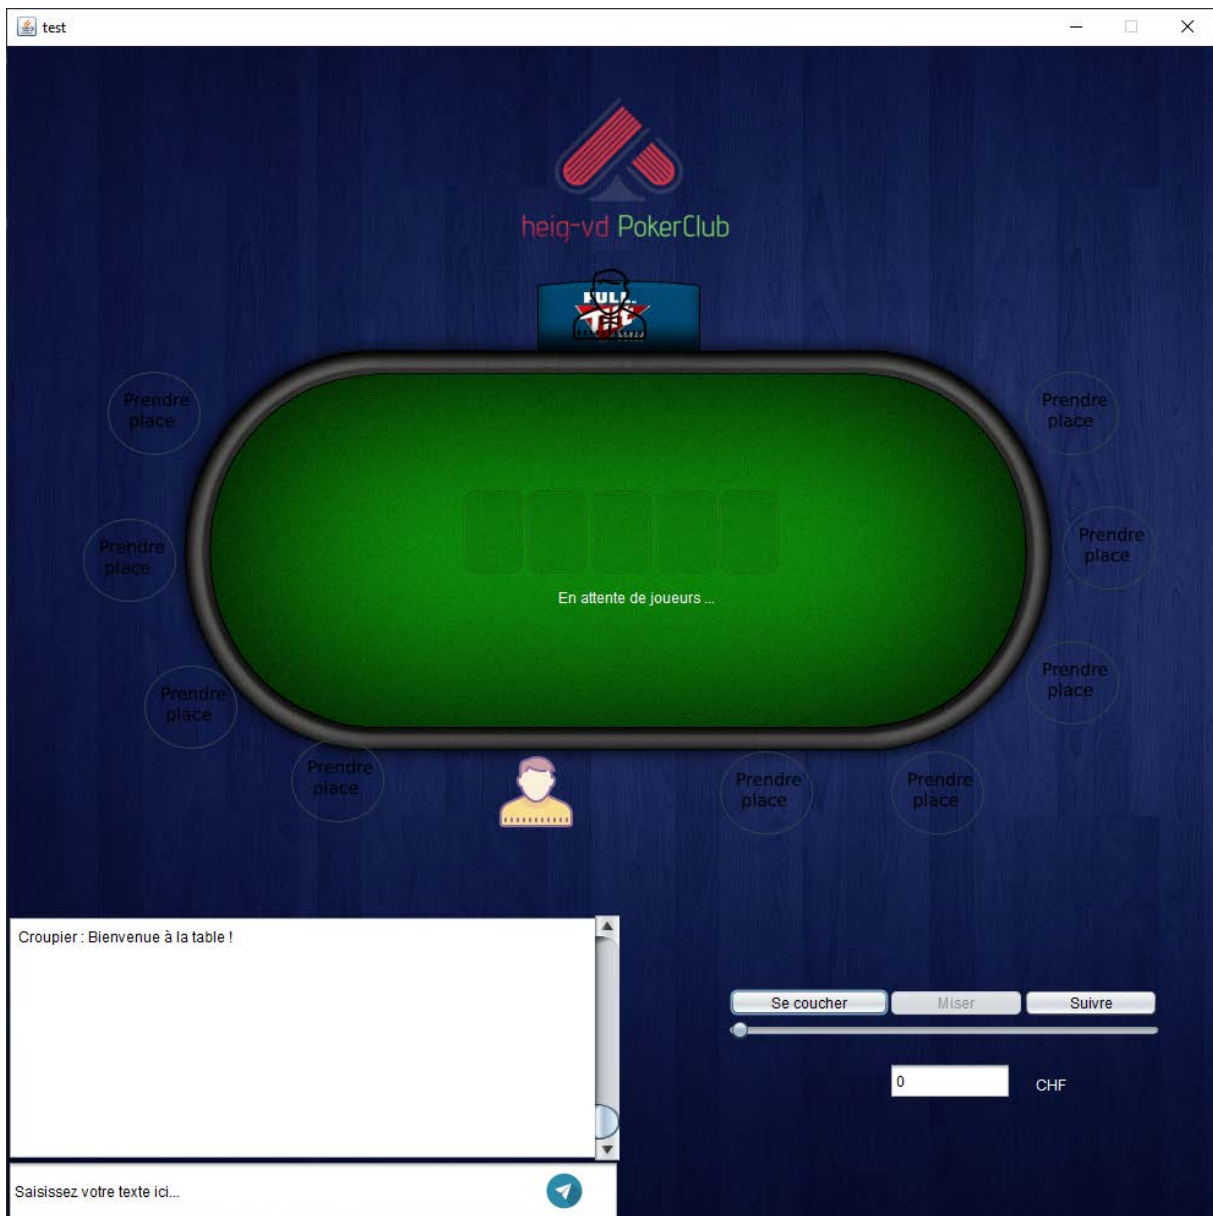 test
heig-vd PokerClub
FULL
TILT
Prendre
place
Prendre
place
Prendre
place
Prendre
place
En attente de joueurs ...
Prendre
place
Prendre
place
Prendre
place
Prendre
place
Prendre
place
Croupier : Bienvenue à la table !
Se coucher
Miser
Suivre
0
CHF
Saisissez votre texte ici...